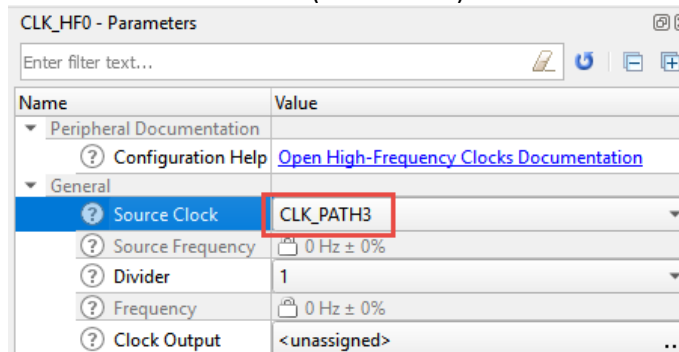 CLK_HF0 - Parameters
Enter filter text...
Name Value
Peripheral Documentation
? Configuration Help Open High-Frequency Clocks Documentation
General
? Source Clock CLK_PATH3
? Source Frequency 0 Hz ± 0%
? Divider 1
? Frequency 0 Hz ± 0%
? Clock Output <unassigned> ..